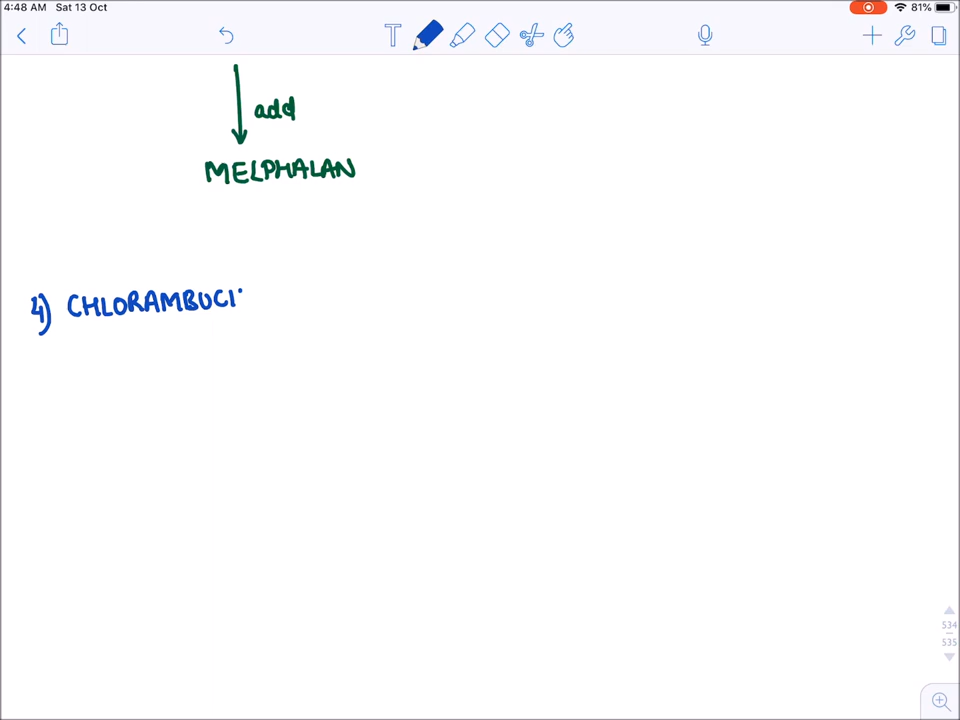 4:48 AM Sat 13 Oct 81%
T
add
MELPHALAN
4) CHLORAMBUCI
534
535